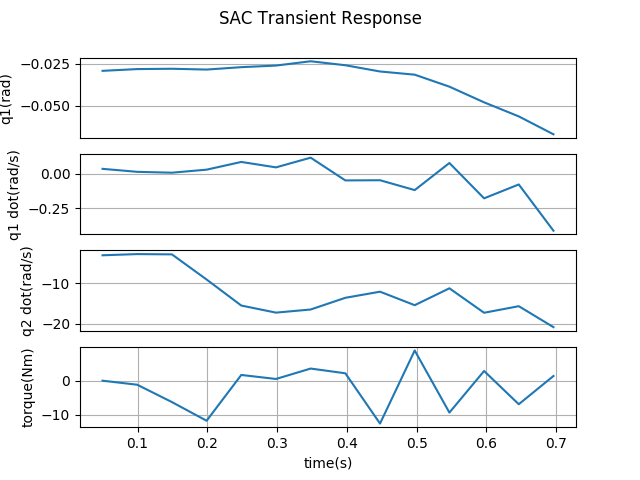 SAC Transient Response
−0.025
−0.050
q1(rad)
0.00
−0.25
q1 dot(rad/s)
−10
−20
q2 dot(rad/s)
0
−10
torque(Nm)
0.1 0.2 0.3 0.4 0.5 0.6 0.7
time(s)